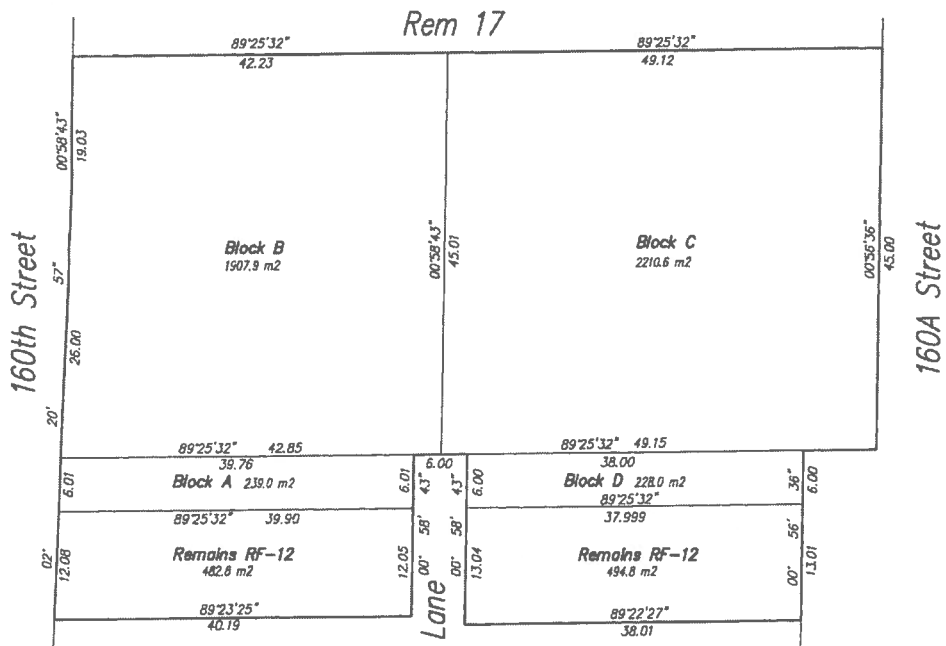 Rem 17
89°25'32"
42.23
89°25'32"
49.12
00°58'43"
19.03
160th Street
02° 20' 57"
26.00
Block B
1907.9 m2
00°58'43"
45.01
Block C
2210.6 m2
00°56'36"
45.00
160A Street
89°25'32" 42.85
39.76
6.00
89°25'32" 49.15
38.00
6.01
Block A 239.0 m2
6.01
6.00
Block D 228.0 m2
6.00
89°25'32" 39.90
89°25'32"
37.999
12.08
Remains RF-12
482.8 m2
12.05
00° 58' 43"
Lane
00° 58' 43"
13.04
Remains RF-12
494.8 m2
00° 56' 36"
13.01
89°23'25"
40.19
89°22'27"
38.01